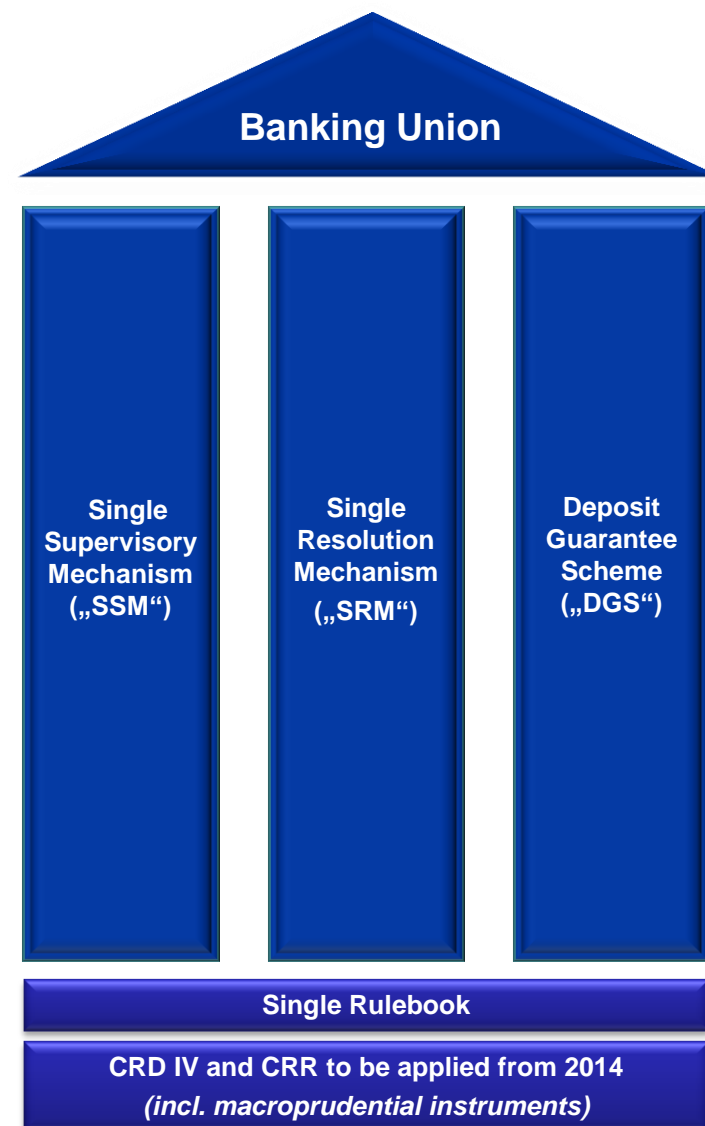 Banking Union
Single
Supervisory
Mechanism
(„SSM“)
Single
Resolution
Mechanism
(„SRM“)
Deposit
Guarantee
Scheme
(„DGS“)
Single Rulebook
CRD IV and CRR to be applied from 2014
(incl. macroprudential instruments)